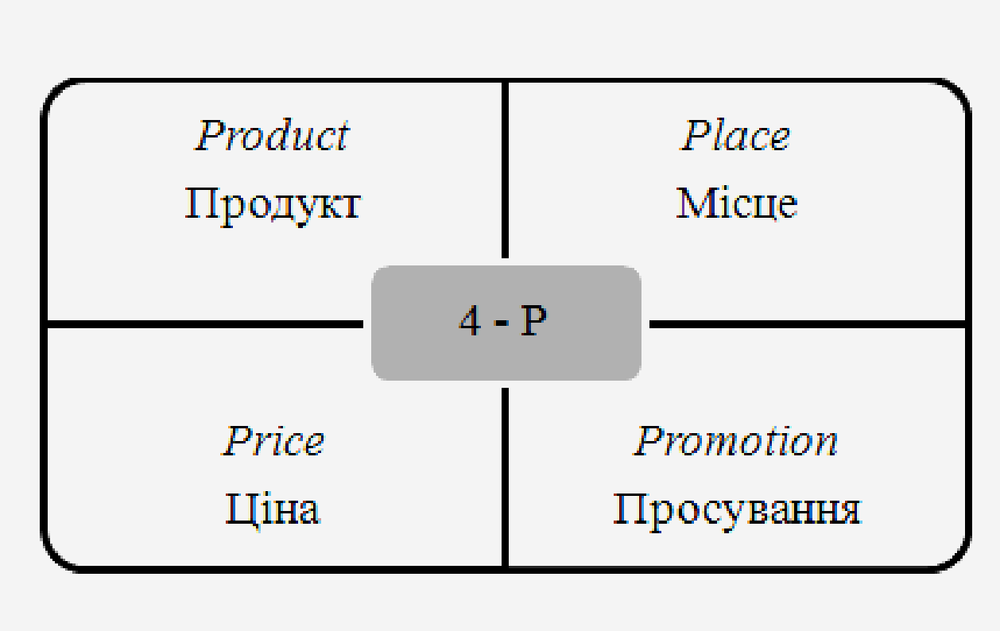 Product
Продукт
Place
Місце
4 - P
Price
Ціна
Promotion
Просування